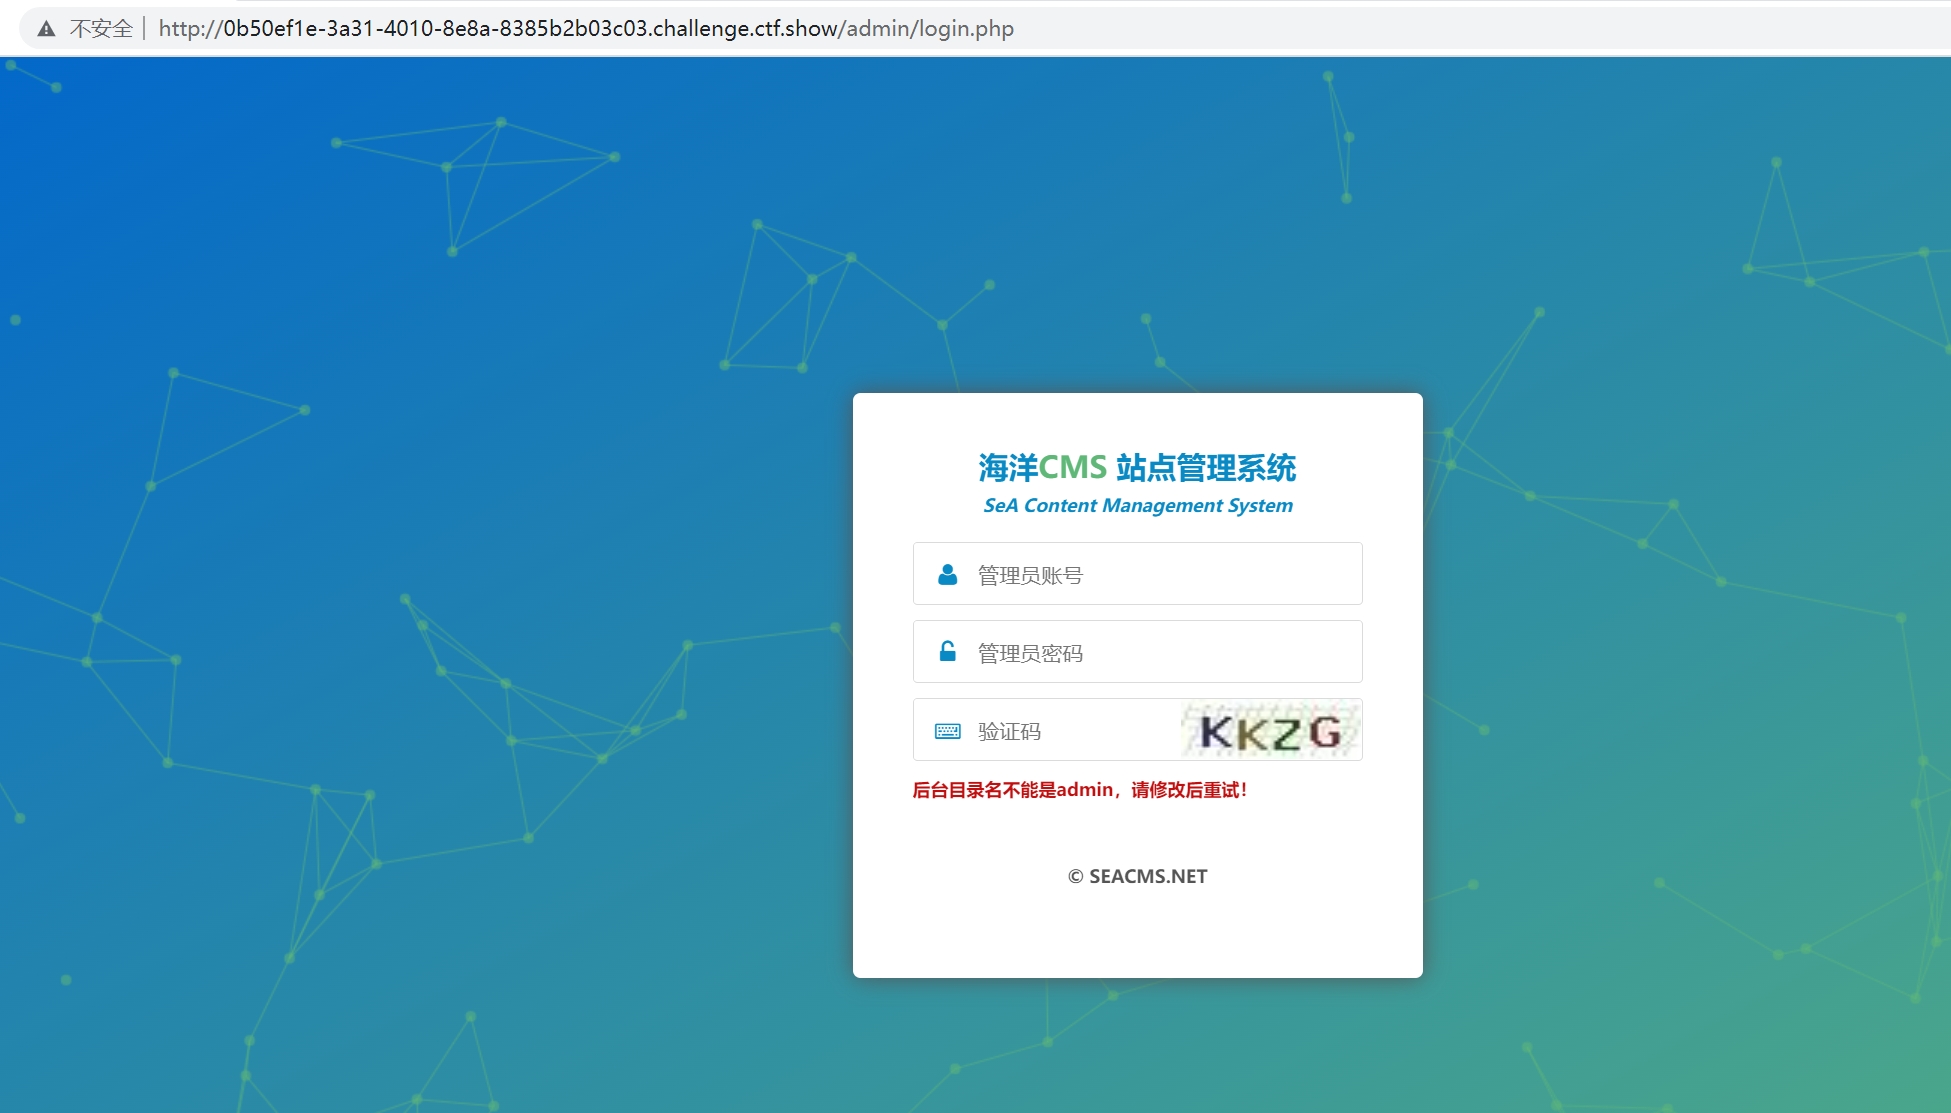 不安全 | http://0b50ef1e-3a31-4010-8e8a-8385b2b03c03.challenge.ctf.show/admin/login.php
海洋CMS 站点管理系统
SeA Content Management System
管理员账号
管理员密码
验证码 KKZG
后台目录名不能是admin，请修改后重试！
© SEACMS.NET